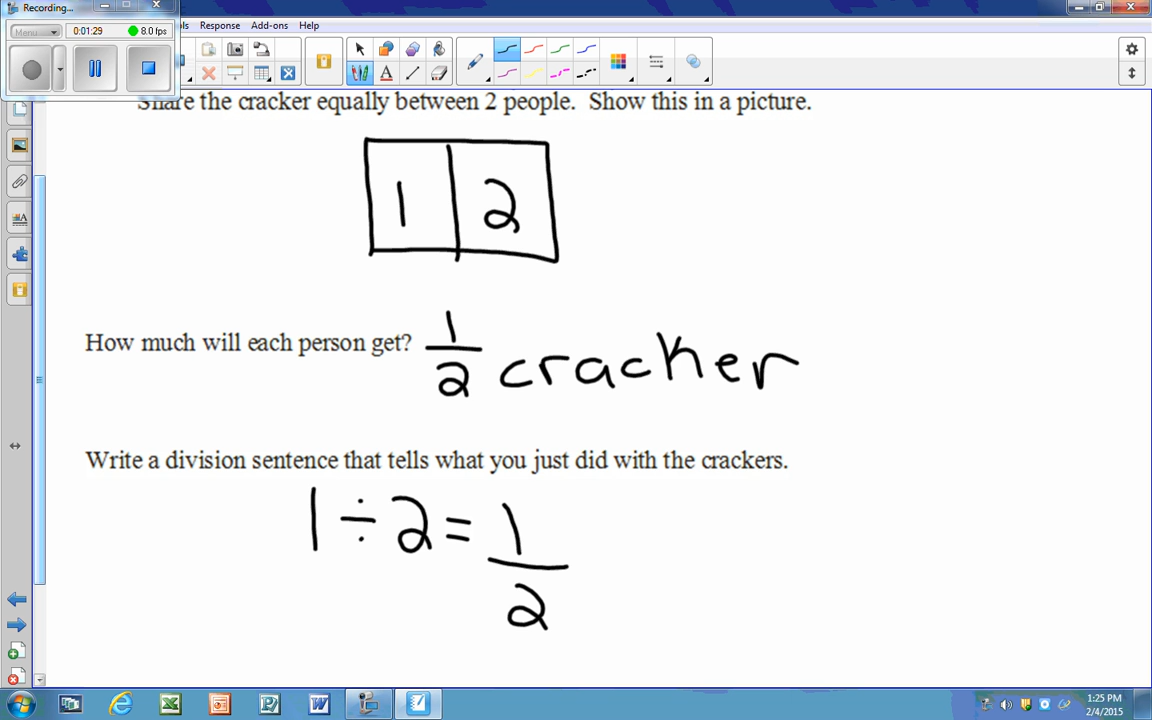 Recording...
Menu 0:01:29 8.0 fps
ols Response Add-ons Help
Share the cracker equally between 2 people. Show this in a picture.
1 2
How much will each person get? 1/2 cracker
Write a division sentence that tells what you just did with the crackers.
1 ÷ 2 = 1/2
1:25 PM
2/4/2015